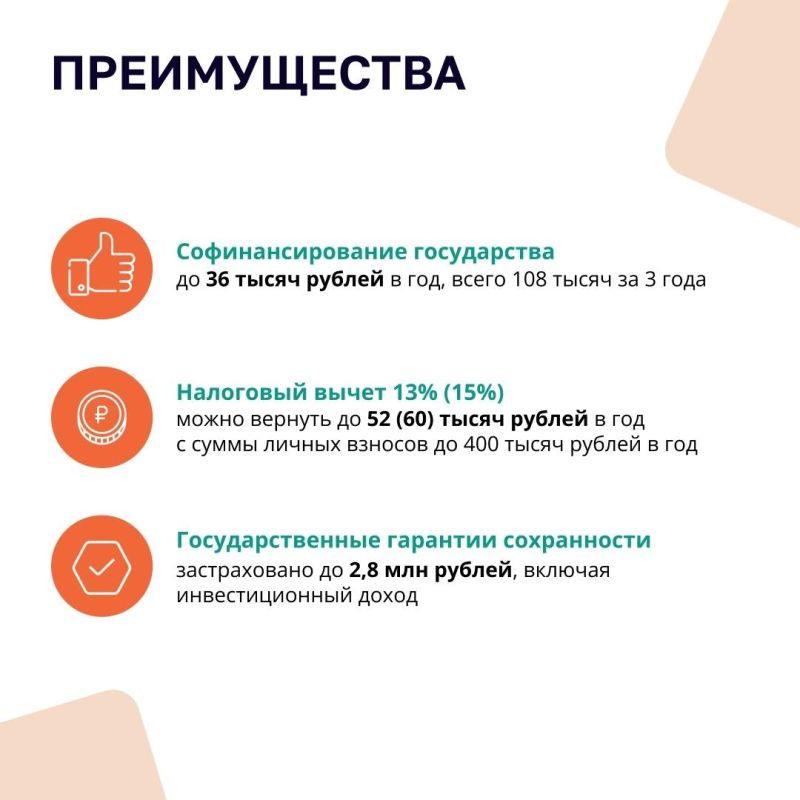 ПРЕИМУЩЕСТВА
Софинансирование государства
до 36 тысяч рублей в год, всего 108 тысяч за 3 года
Налоговый вычет 13% (15%)
можно вернуть до 52 (60) тысяч рублей в год
с суммы личных взносов до 400 тысяч рублей в год
Государственные гарантии сохранности
застраховано до 2,8 млн рублей, включая
инвестиционный доход